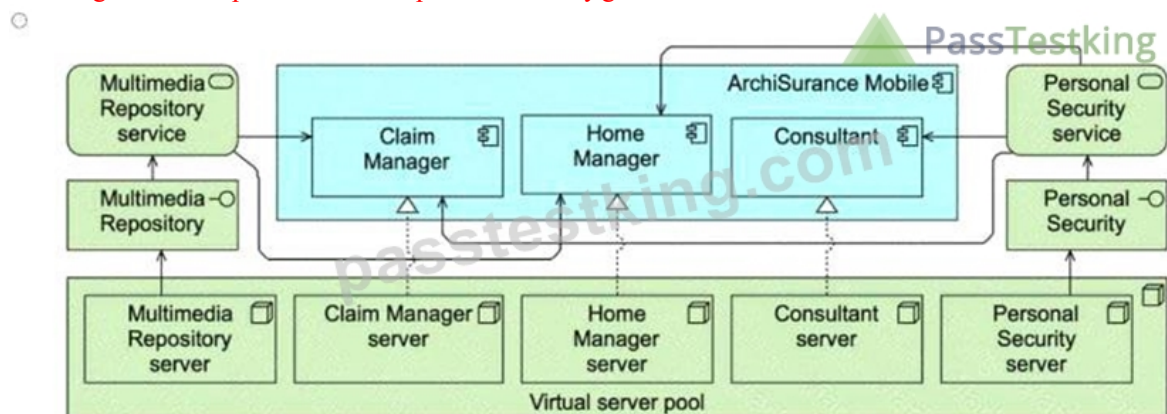 PassTestking
ArchiSurance Mobile
Multimedia
Repository
service
Claim
Manager
Home
Manager
Consultant
Personal
Security
service
Multimedia
Repository
Personal
Security
passtestking.com
Multimedia
Repository
server
Claim Manager
server
Home
Manager
server
Consultant
server
Personal
Security
server
Virtual server pool